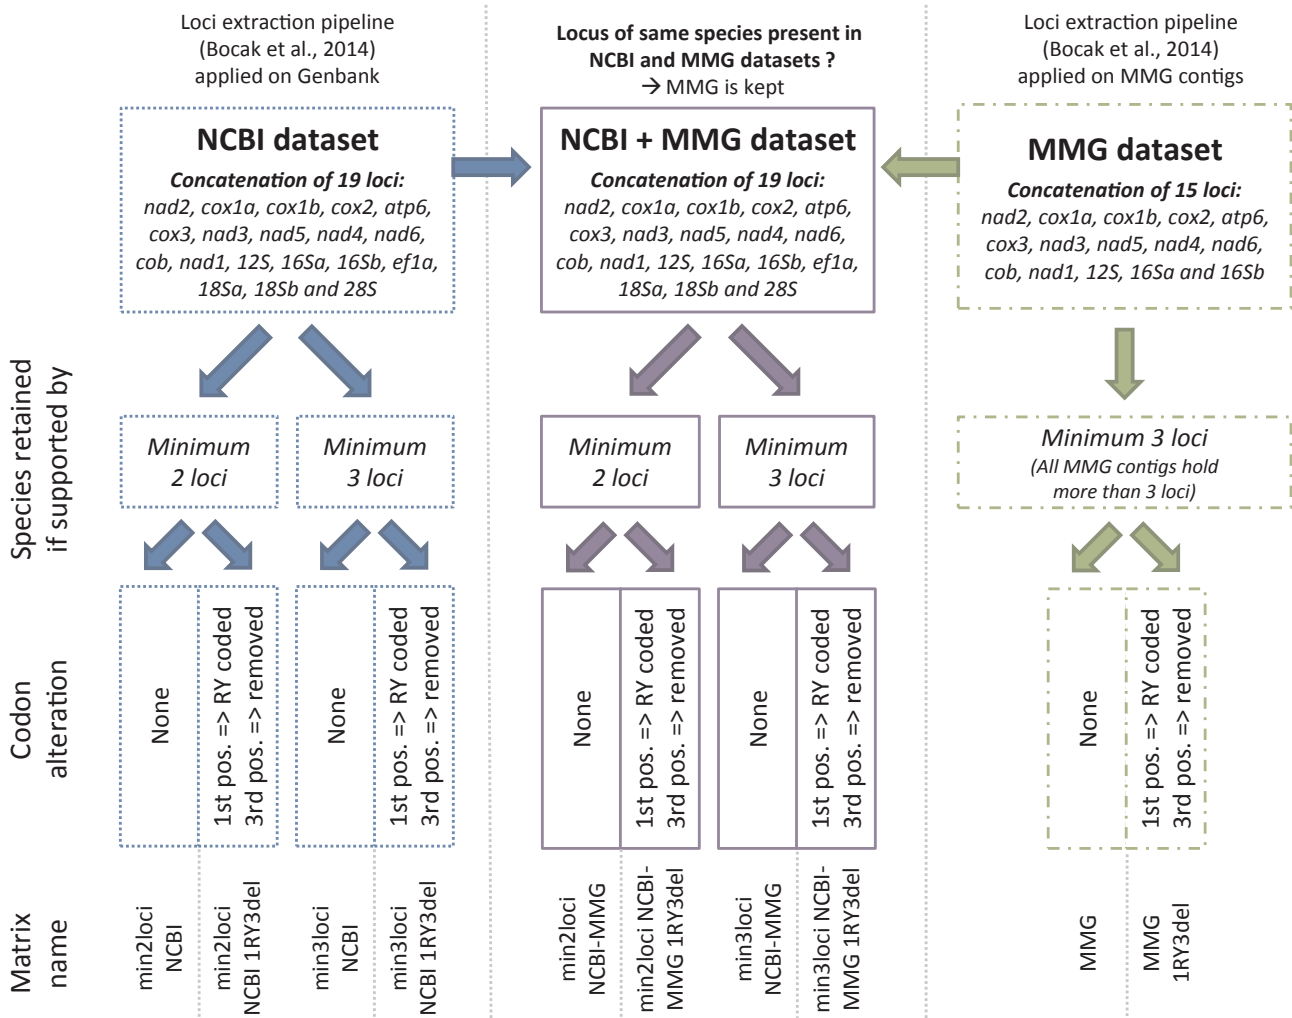 Loci extraction pipeline
(Bocak et al., 2014)
applied on Genbank
Locus of same species present in
NCBI and MMG datasets ?
→ MMG is kept
Loci extraction pipeline
(Bocak et al., 2014)
applied on MMG contigs
NCBI dataset
Concatenation of 19 loci:
nad2, cox1a, cox1b, cox2, atp6,
cox3, nad3, nad5, nad4, nad6,
cob, nad1, 12S, 16Sa, 16Sb, ef1a,
18Sa, 18Sb and 28S
NCBI + MMG dataset
Concatenation of 19 loci:
nad2, cox1a, cox1b, cox2, atp6,
cox3, nad3, nad5, nad4, nad6,
cob, nad1, 12S, 16Sa, 16Sb, ef1a,
18Sa, 18Sb and 28S
MMG dataset
Concatenation of 15 loci:
nad2, cox1a, cox1b, cox2, atp6,
cox3, nad3, nad5, nad4, nad6,
cob, nad1, 12S, 16Sa and 16Sb
Species retained
if supported by
Minimum
2 loci
Minimum
3 loci
Minimum
2 loci
Minimum
3 loci
Minimum 3 loci
(All MMG contigs hold
more than 3 loci)
Codon
alteration
None
1st pos. => RY coded
3rd pos. => removed
None
1st pos. => RY coded
3rd pos. => removed
None
1st pos. => RY coded
3rd pos. => removed
None
1st pos. => RY coded
3rd pos. => removed
None
1st pos. => RY coded
3rd pos. => removed
Matrix
name
min2loci
NCBI
min2loci
NCBI 1RY3del
min3loci
NCBI
min3loci
NCBI 1RY3del
min2loci
NCBI-MMG
min2loci NCBI-
MMG 1RY3del
min3loci
NCBI-MMG
min3loci NCBI-
MMG 1RY3del
MMG
MMG
1RY3del